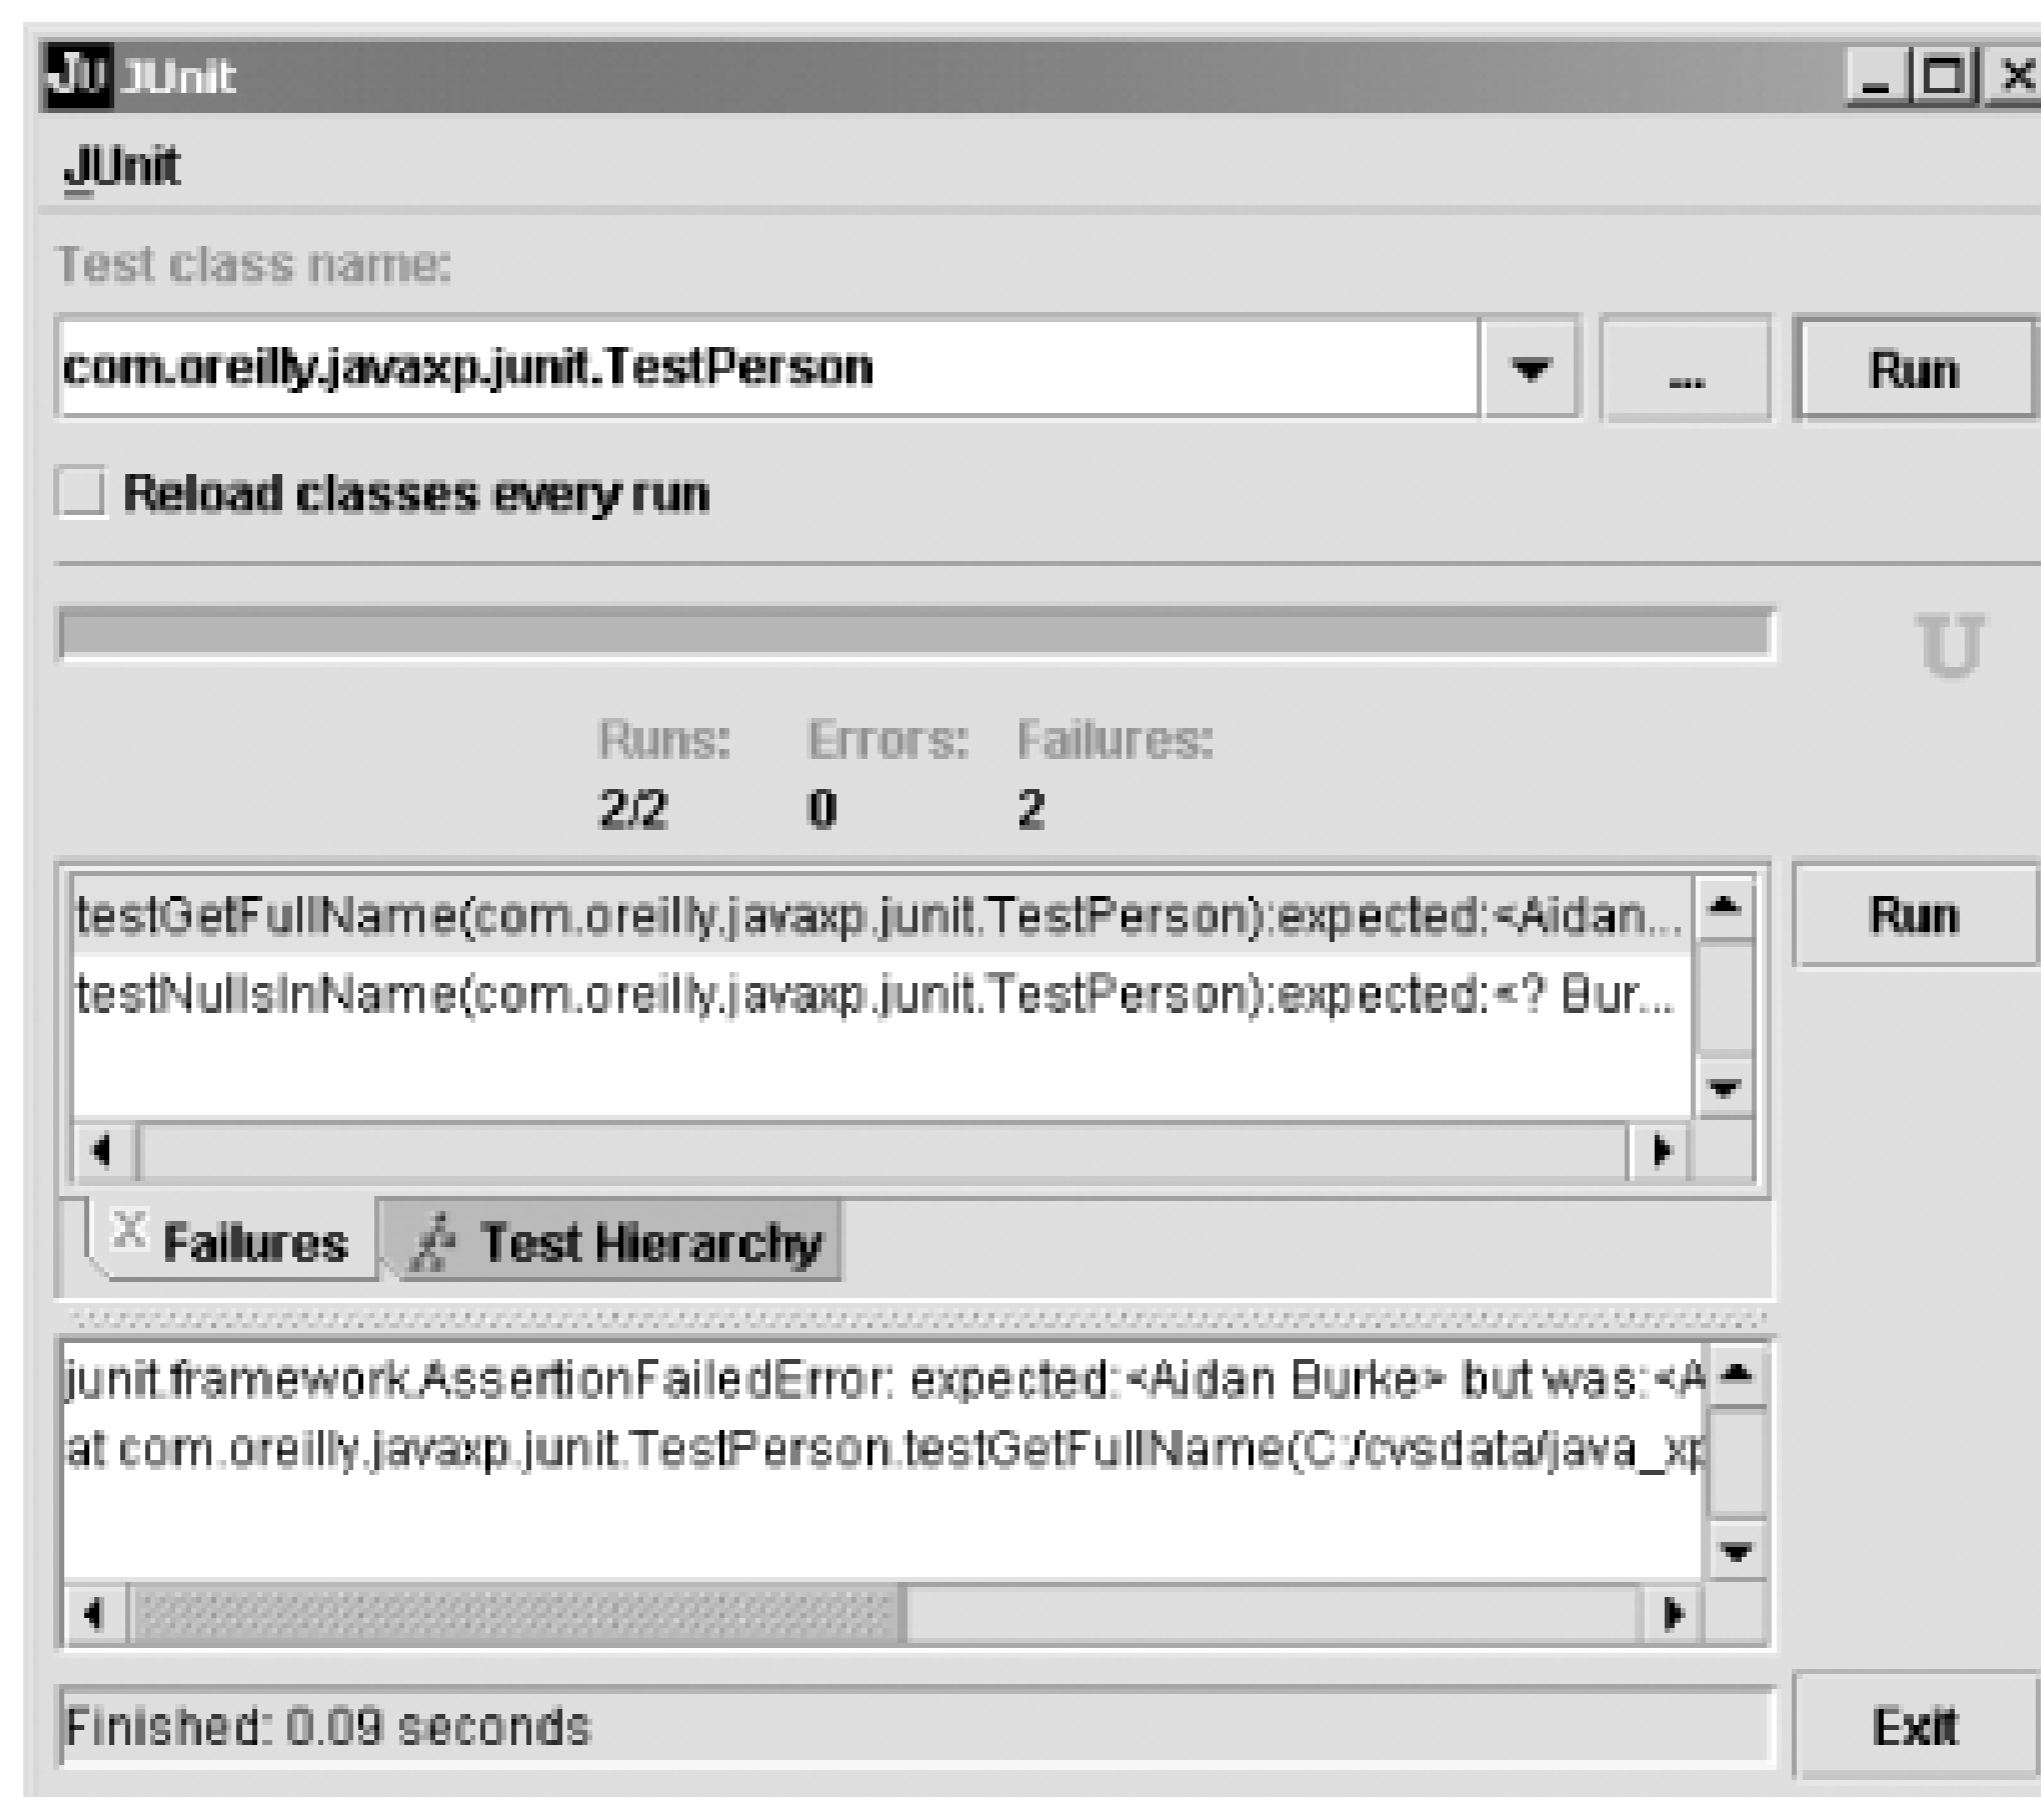 JU JUnit
JUnit
Test class name:
com.oreilly.javaxp.junit.TestPerson ... Run
Reload classes every run
U
Runs: Errors: Failures:
2/2 0 2
testGetFullName(com.oreilly.javaxp.junit.TestPerson):expected:<Aidan... Run
testNullsInName(com.oreilly.javaxp.junit.TestPerson):expected:<? Bur...
X Failures Test Hierarchy
junit.framework.AssertionFailedError: expected:<Aidan Burke> but was:<A
at com.oreilly.javaxp.junit.TestPerson.testGetFullName(C:/cvsdata/java_xp
Finished: 0.09 seconds Exit